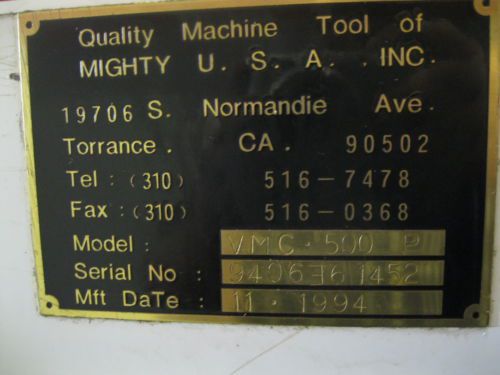 Quality Machine Tool of
MIGHTY U. S. A. INC.
19706 S. Normandie Ave.
Torrance. CA. 90502
Tel : (310) 516-7478
Fax : (310) 516-0368
Model : VMC-500 P
Serial No : 9406361452
Mft DaTe : 11. 1994